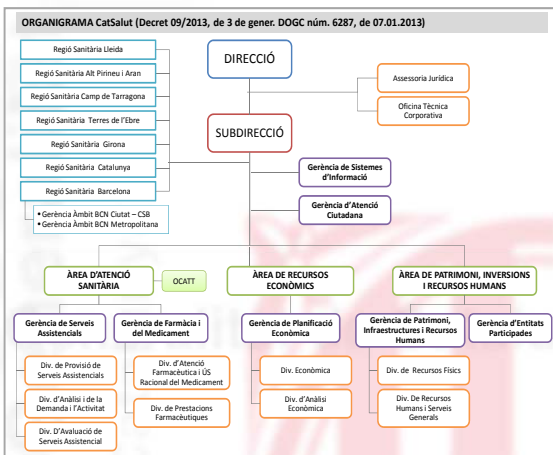 ORGANIGRAMA CatSalut (Decret 09/2013, de 3 de gener. DOGC núm. 6287, de 07.01.2013)
Regió Sanitària Lleida
Regió Sanitària Alt Pirineu i Aran
Regió Sanitària Camp de Tarragona
Regió Sanitària Terres de l'Ebre
Regió Sanitària Girona
Regió Sanitària Catalunya
Regió Sanitària Barcelona
• Gerència Àmbit BCN Ciutat – CSB
• Gerència Àmbit BCN Metropolitana
DIRECCIÓ
SUBDIRECCIÓ
Assessoria Jurídica
Oficina Tècnica
Corporativa
Gerència de Sistemes
d'Informació
Gerència d'Atenció
Ciutadana
ÀREA D'ATENCIÓ
SANITÀRIA
OCATT
ÀREA DE RECURSOS
ECONÒMICS
ÀREA DE PATRIMONI, INVERSIONS
I RECURSOS HUMANS
Gerència de Serveis
Assistencials
Gerència de Farmàcia i
del Medicament
Gerència de Planificació
Econòmica
Gerència de Patrimoni,
Infraestructures i Recursos
Humans
Gerència d'Entitats
Participades
Div. de Provisió de
Serveis Assistencials
Div. d'Anàlisi i de la
Demanda i l'Activitat
Div. D'Avaluació de
Serveis Assistencial
Div. d'Atenció
Farmacèutica i ÚS
Racional del Medicament
Div. de Prestacions
Farmacèutiques
Div. Econòmica
Div. d'Anàlisi
Econòmica
Div. de Recursos Físics
Div. De Recursos
Humans i Serveis
Generals